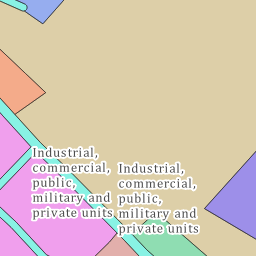 Industrial,
commercial,
public,
military and
private units
Industrial,
commercial,
public,
military and
private units